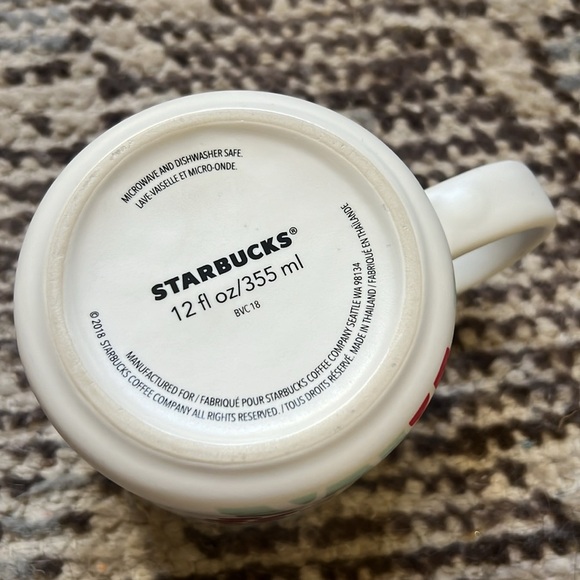 MICROWAVE AND DISHWASHER SAFE.
LAVE-VAISELLE ET MICRO-ONDE.
STARBUCKS®
12 fl oz/355 ml
BVC18
MANUFACTURED FOR / FABRIQUÉ POUR STARBUCKS COFFEE COMPANY SEATTLE WA 98134
© 2018 STARBUCKS COFFEE COMPANY ALL RIGHTS RESERVED. / TOUS DROITS RÉSERVÉ. MADE IN THAILAND / FABRIQUÉ EN THAÏLANDE